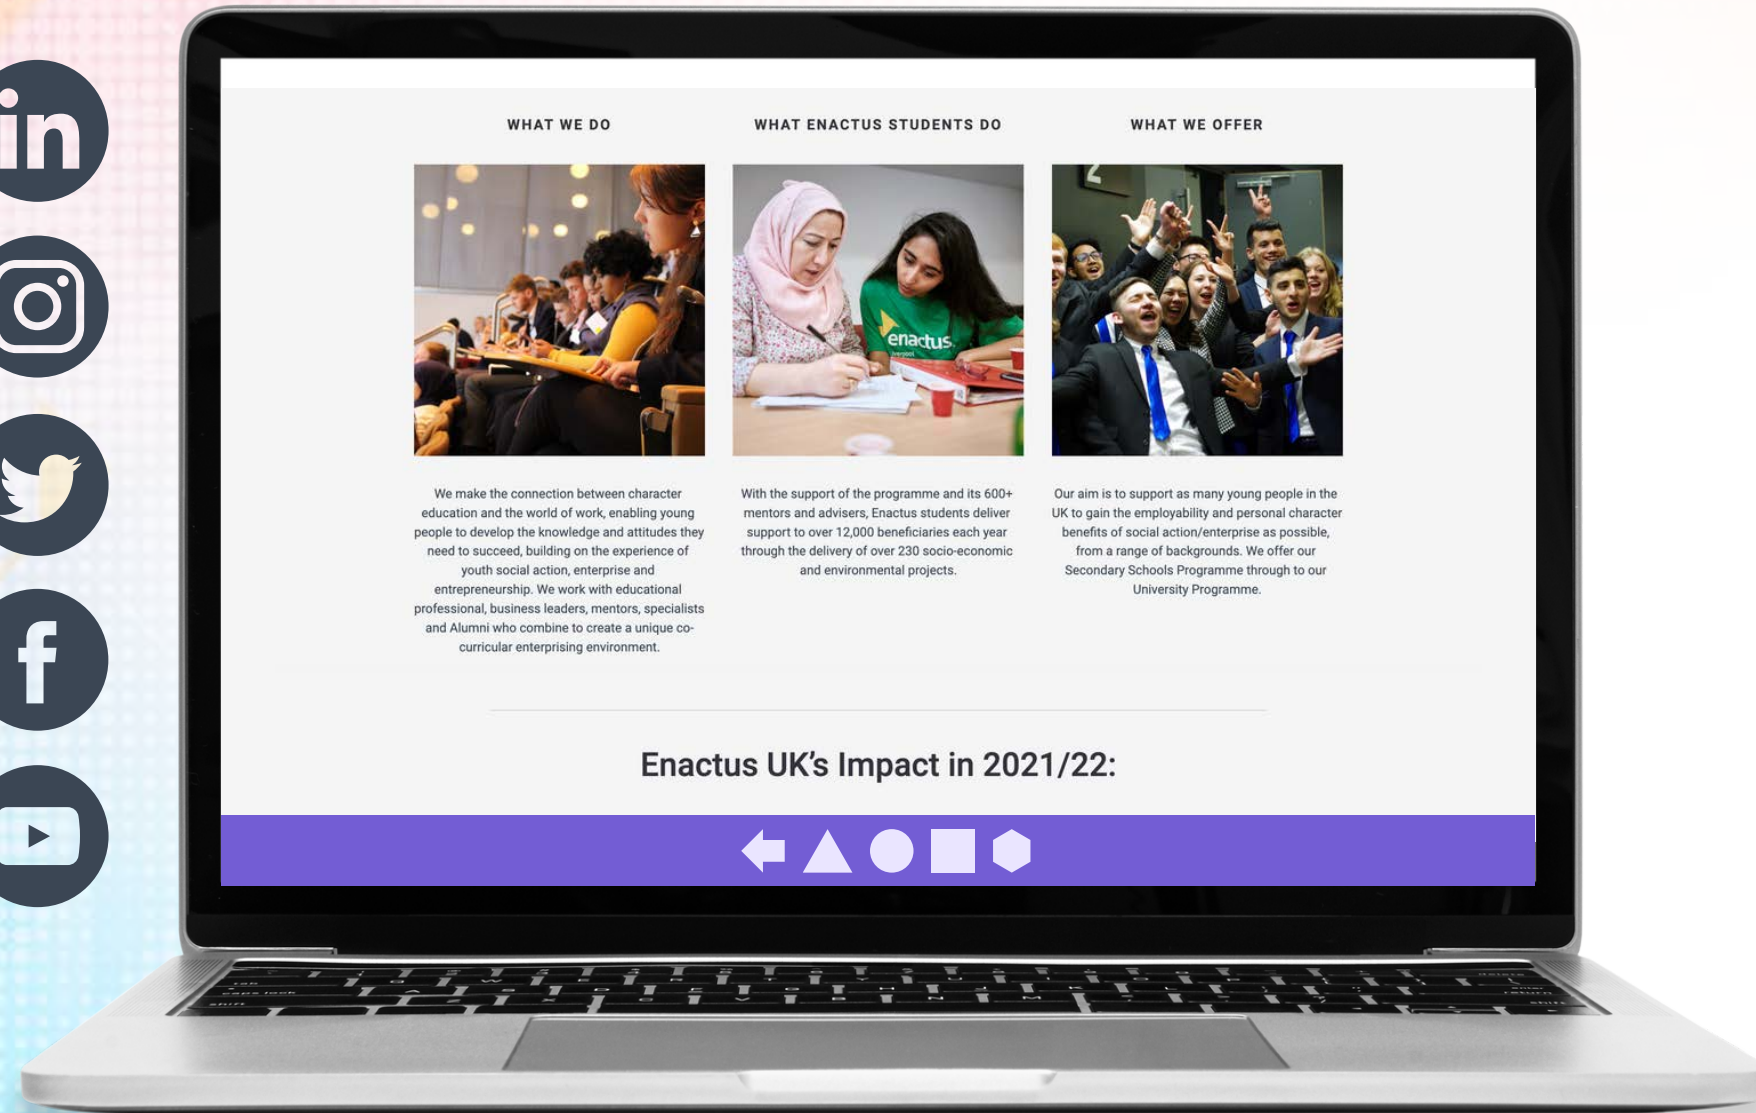 in
WHAT WE DO
WHAT ENACTUS STUDENTS DO
WHAT WE OFFER
2
enactus.
We make the connection between character
education and the world of work, enabling young
people to develop the knowledge and attitudes they
need to succeed, building on the experience of
youth social action, enterprise and
entrepreneurship. We work with educational
professional, business leaders, mentors, specialists
and Alumni who combine to create a unique co-
curricular enterprising environment.
With the support of the programme and its 600+
mentors and advisers, Enactus students deliver
support to over 12,000 beneficiaries each year
through the delivery of over 230 socio-economic
and environmental projects.
Our aim is to support as many young people in the
UK to gain the employability and personal character
benefits of social action/enterprise as possible,
from a range of backgrounds. We offer our
Secondary Schools Programme through to our
University Programme.
Enactus UK's Impact in 2021/22: